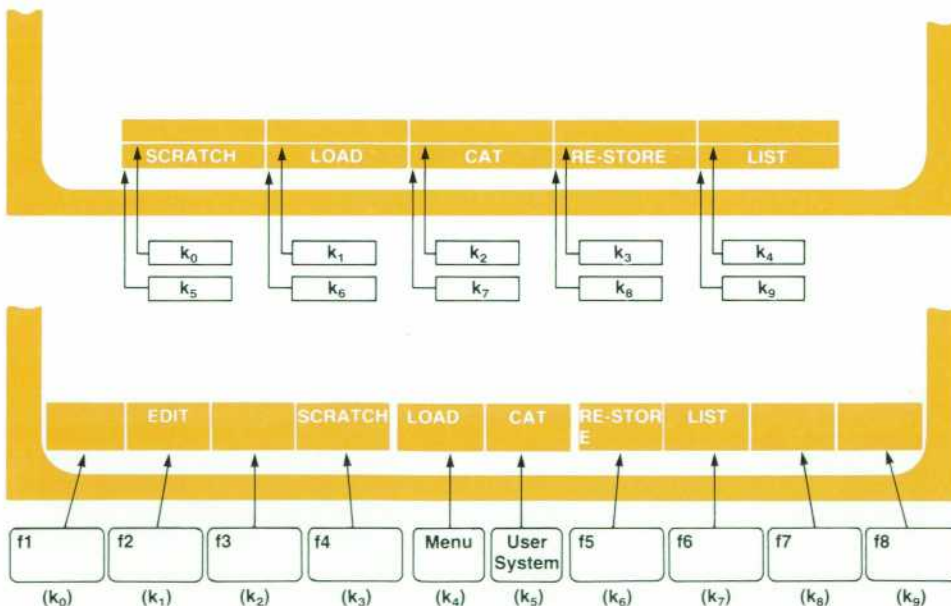 SCRATCH LOAD CAT RE-STORE LIST
k₀ k₁ k₂ k₃ k₄
k₅ k₆ k₇ k₈ k₉
EDIT SCRATCH LOAD CAT RE-STOR LIST
E
f1 f2 f3 f4 Menu User f5 f6 f7 f8
System
(k₀) (k₁) (k₂) (k₃) (k₄) (k₅) (k₆) (k₇) (k₈) (k₉)